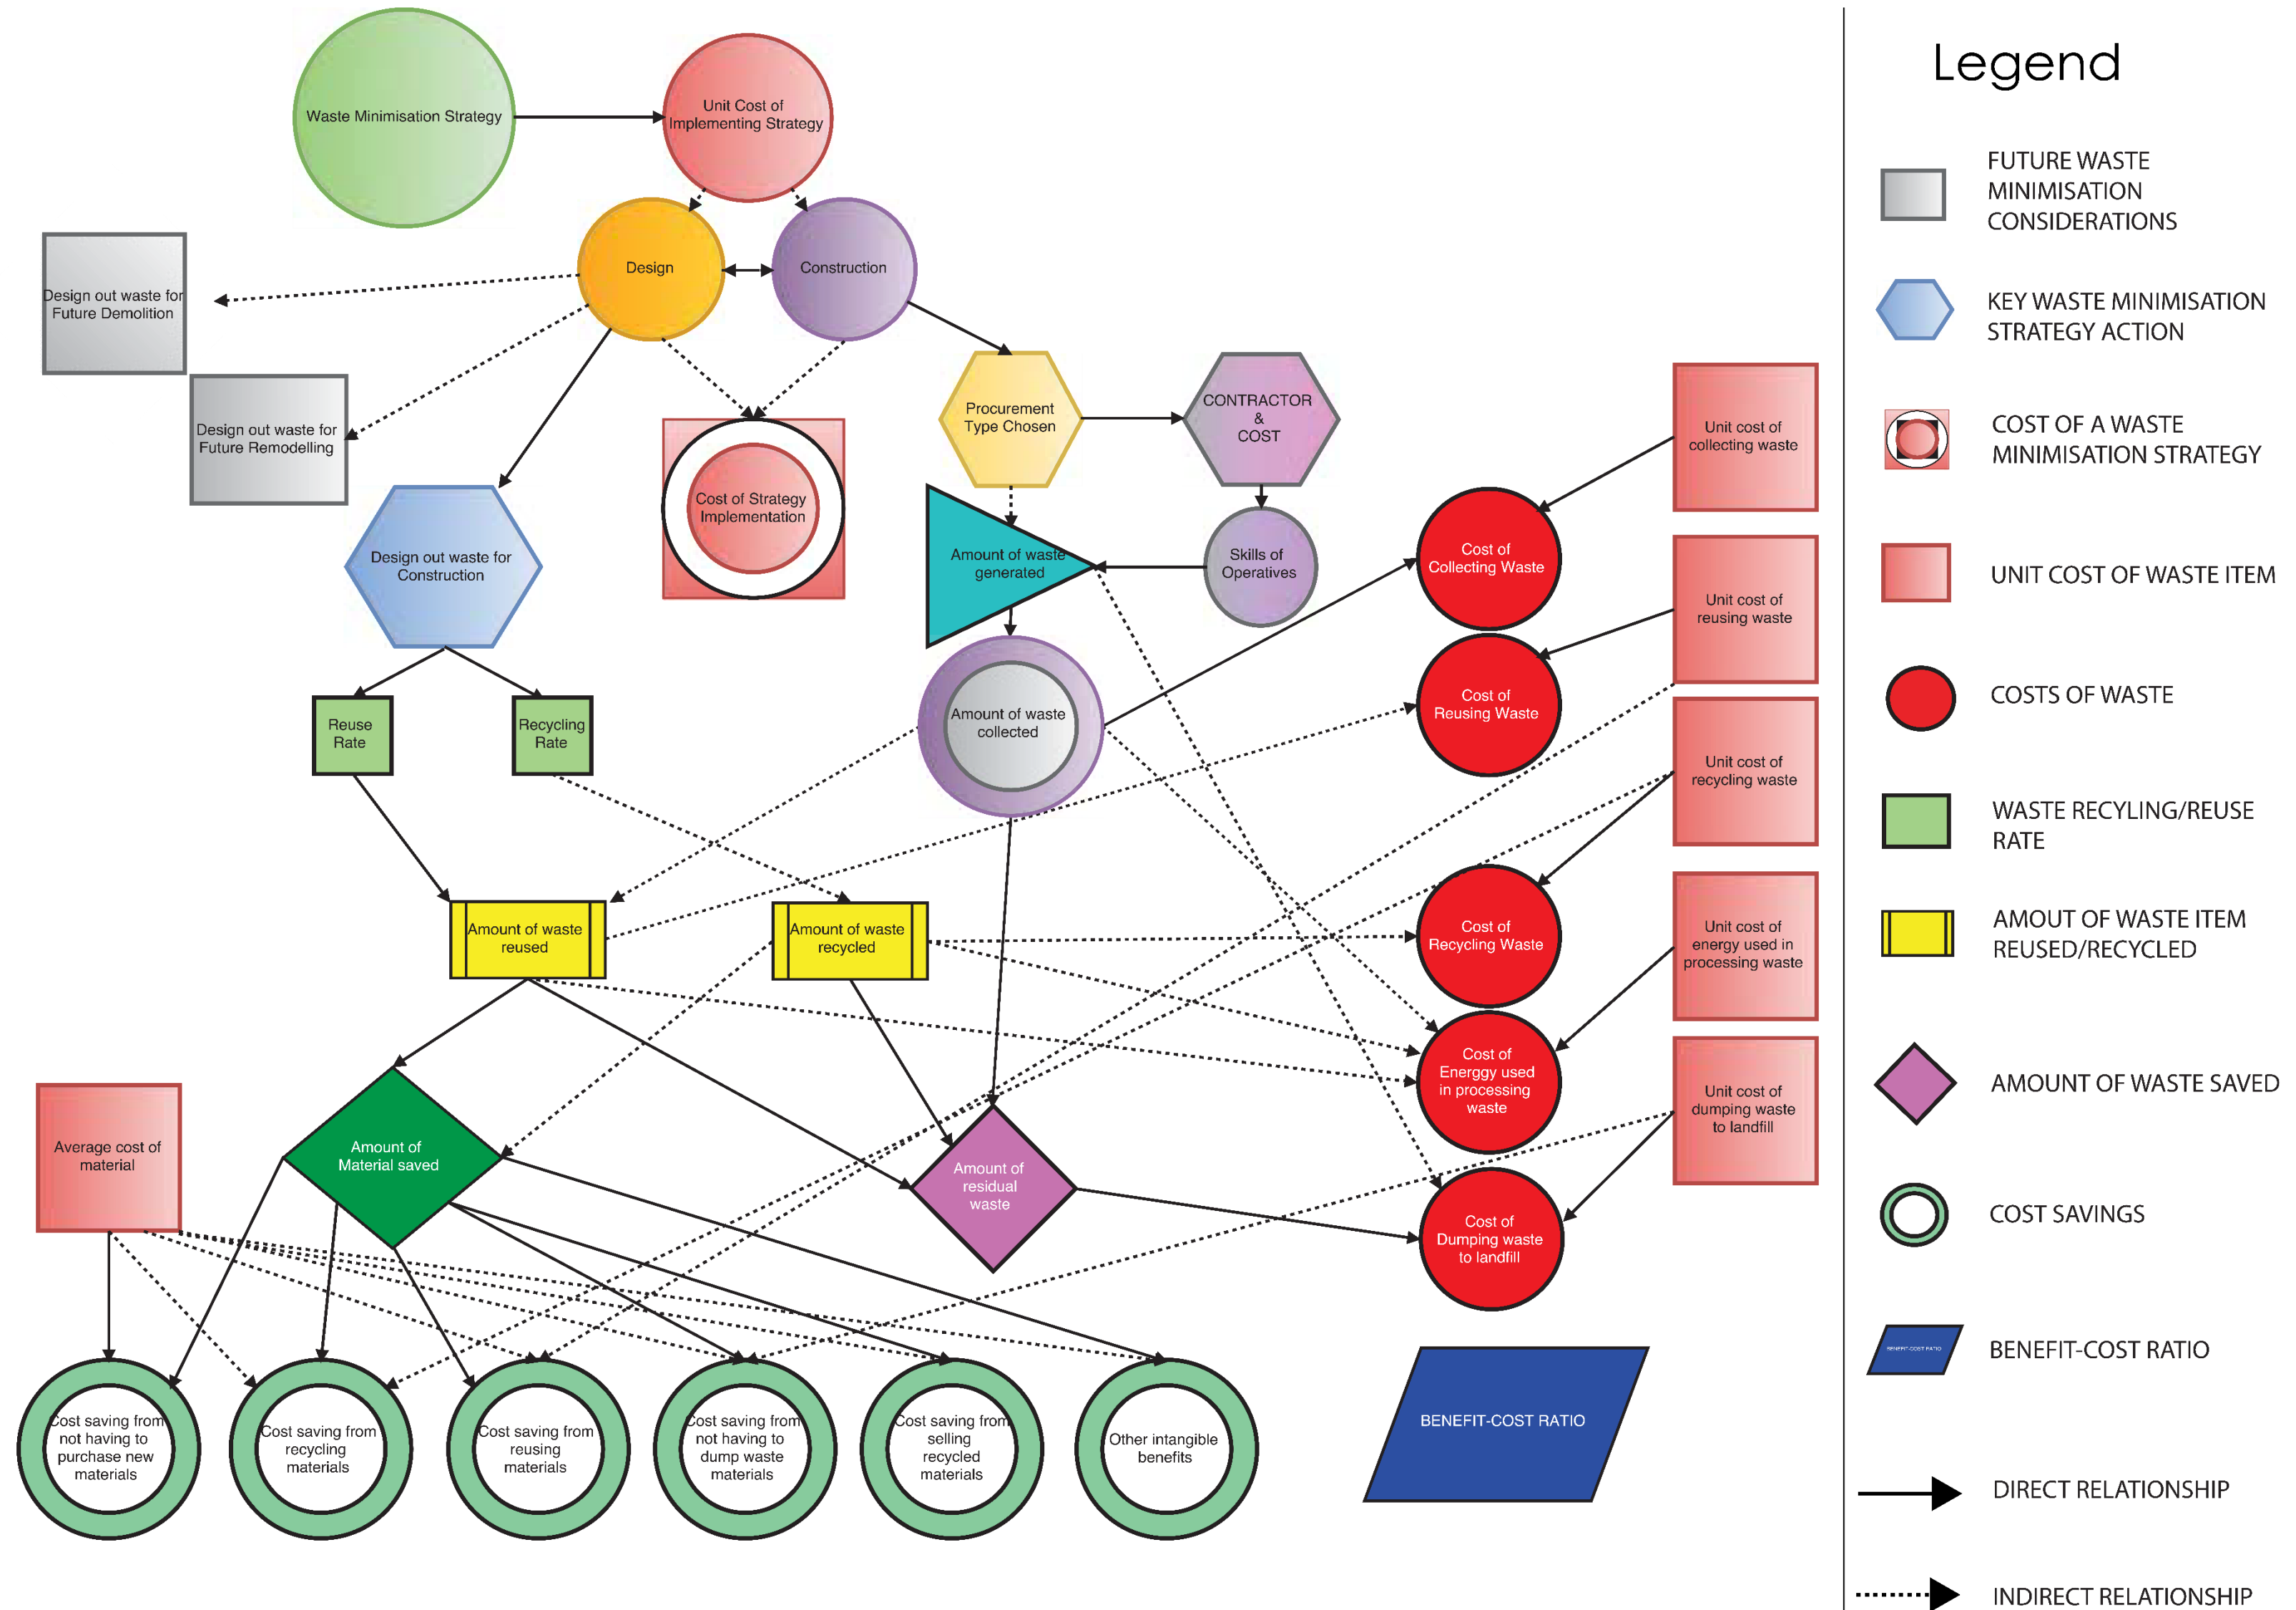 Waste Minimisation Strategy
Unit Cost of
Implementing Strategy
Design
Construction
Design out waste for
Future Demolition
Design out waste for
Future Remodelling
Procurement
Type Chosen
CONTRACTOR
&
COST
Unit cost of
collecting waste
Cost of Strategy
Implementation
Design out waste for
Construction
Amount of waste
generated
Skills of
Operatives
Cost of
Collecting Waste
Unit cost of
reusing waste
Reuse
Rate
Recycling
Rate
Amount of waste
collected
Cost of
Reusing Waste
Unit cost of
recycling waste
Amount of waste
reused
Amount of waste
recycled
Cost of
Recycling Waste
Unit cost of
energy used in
processing waste
Cost of
Energgy used
in processing
waste
Unit cost of
dumping waste
to landfill
Average cost of
material
Amount of
Material saved
Amount of
residual
waste
Cost of
Dumping waste
to landfill
Cost saving from
not having to
purchase new
materials
Cost saving from
recycling
materials
Cost saving from
reusing
materials
Cost saving from
not having to
dump waste
materials
Cost saving from
selling
recycled
materials
Other intangible
benefits
BENEFIT-COST RATIO
Legend
FUTURE WASTE
MINIMISATION
CONSIDERATIONS
KEY WASTE MINIMISATION
STRATEGY ACTION
COST OF A WASTE
MINIMISATION STRATEGY
UNIT COST OF WASTE ITEM
COSTS OF WASTE
WASTE RECYLING/REUSE
RATE
AMOUT OF WASTE ITEM
REUSED/RECYCLED
AMOUNT OF WASTE SAVED
COST SAVINGS
BENEFIT-COST RATIO
BENEFIT-COST RATIO
DIRECT RELATIONSHIP
INDIRECT RELATIONSHIP